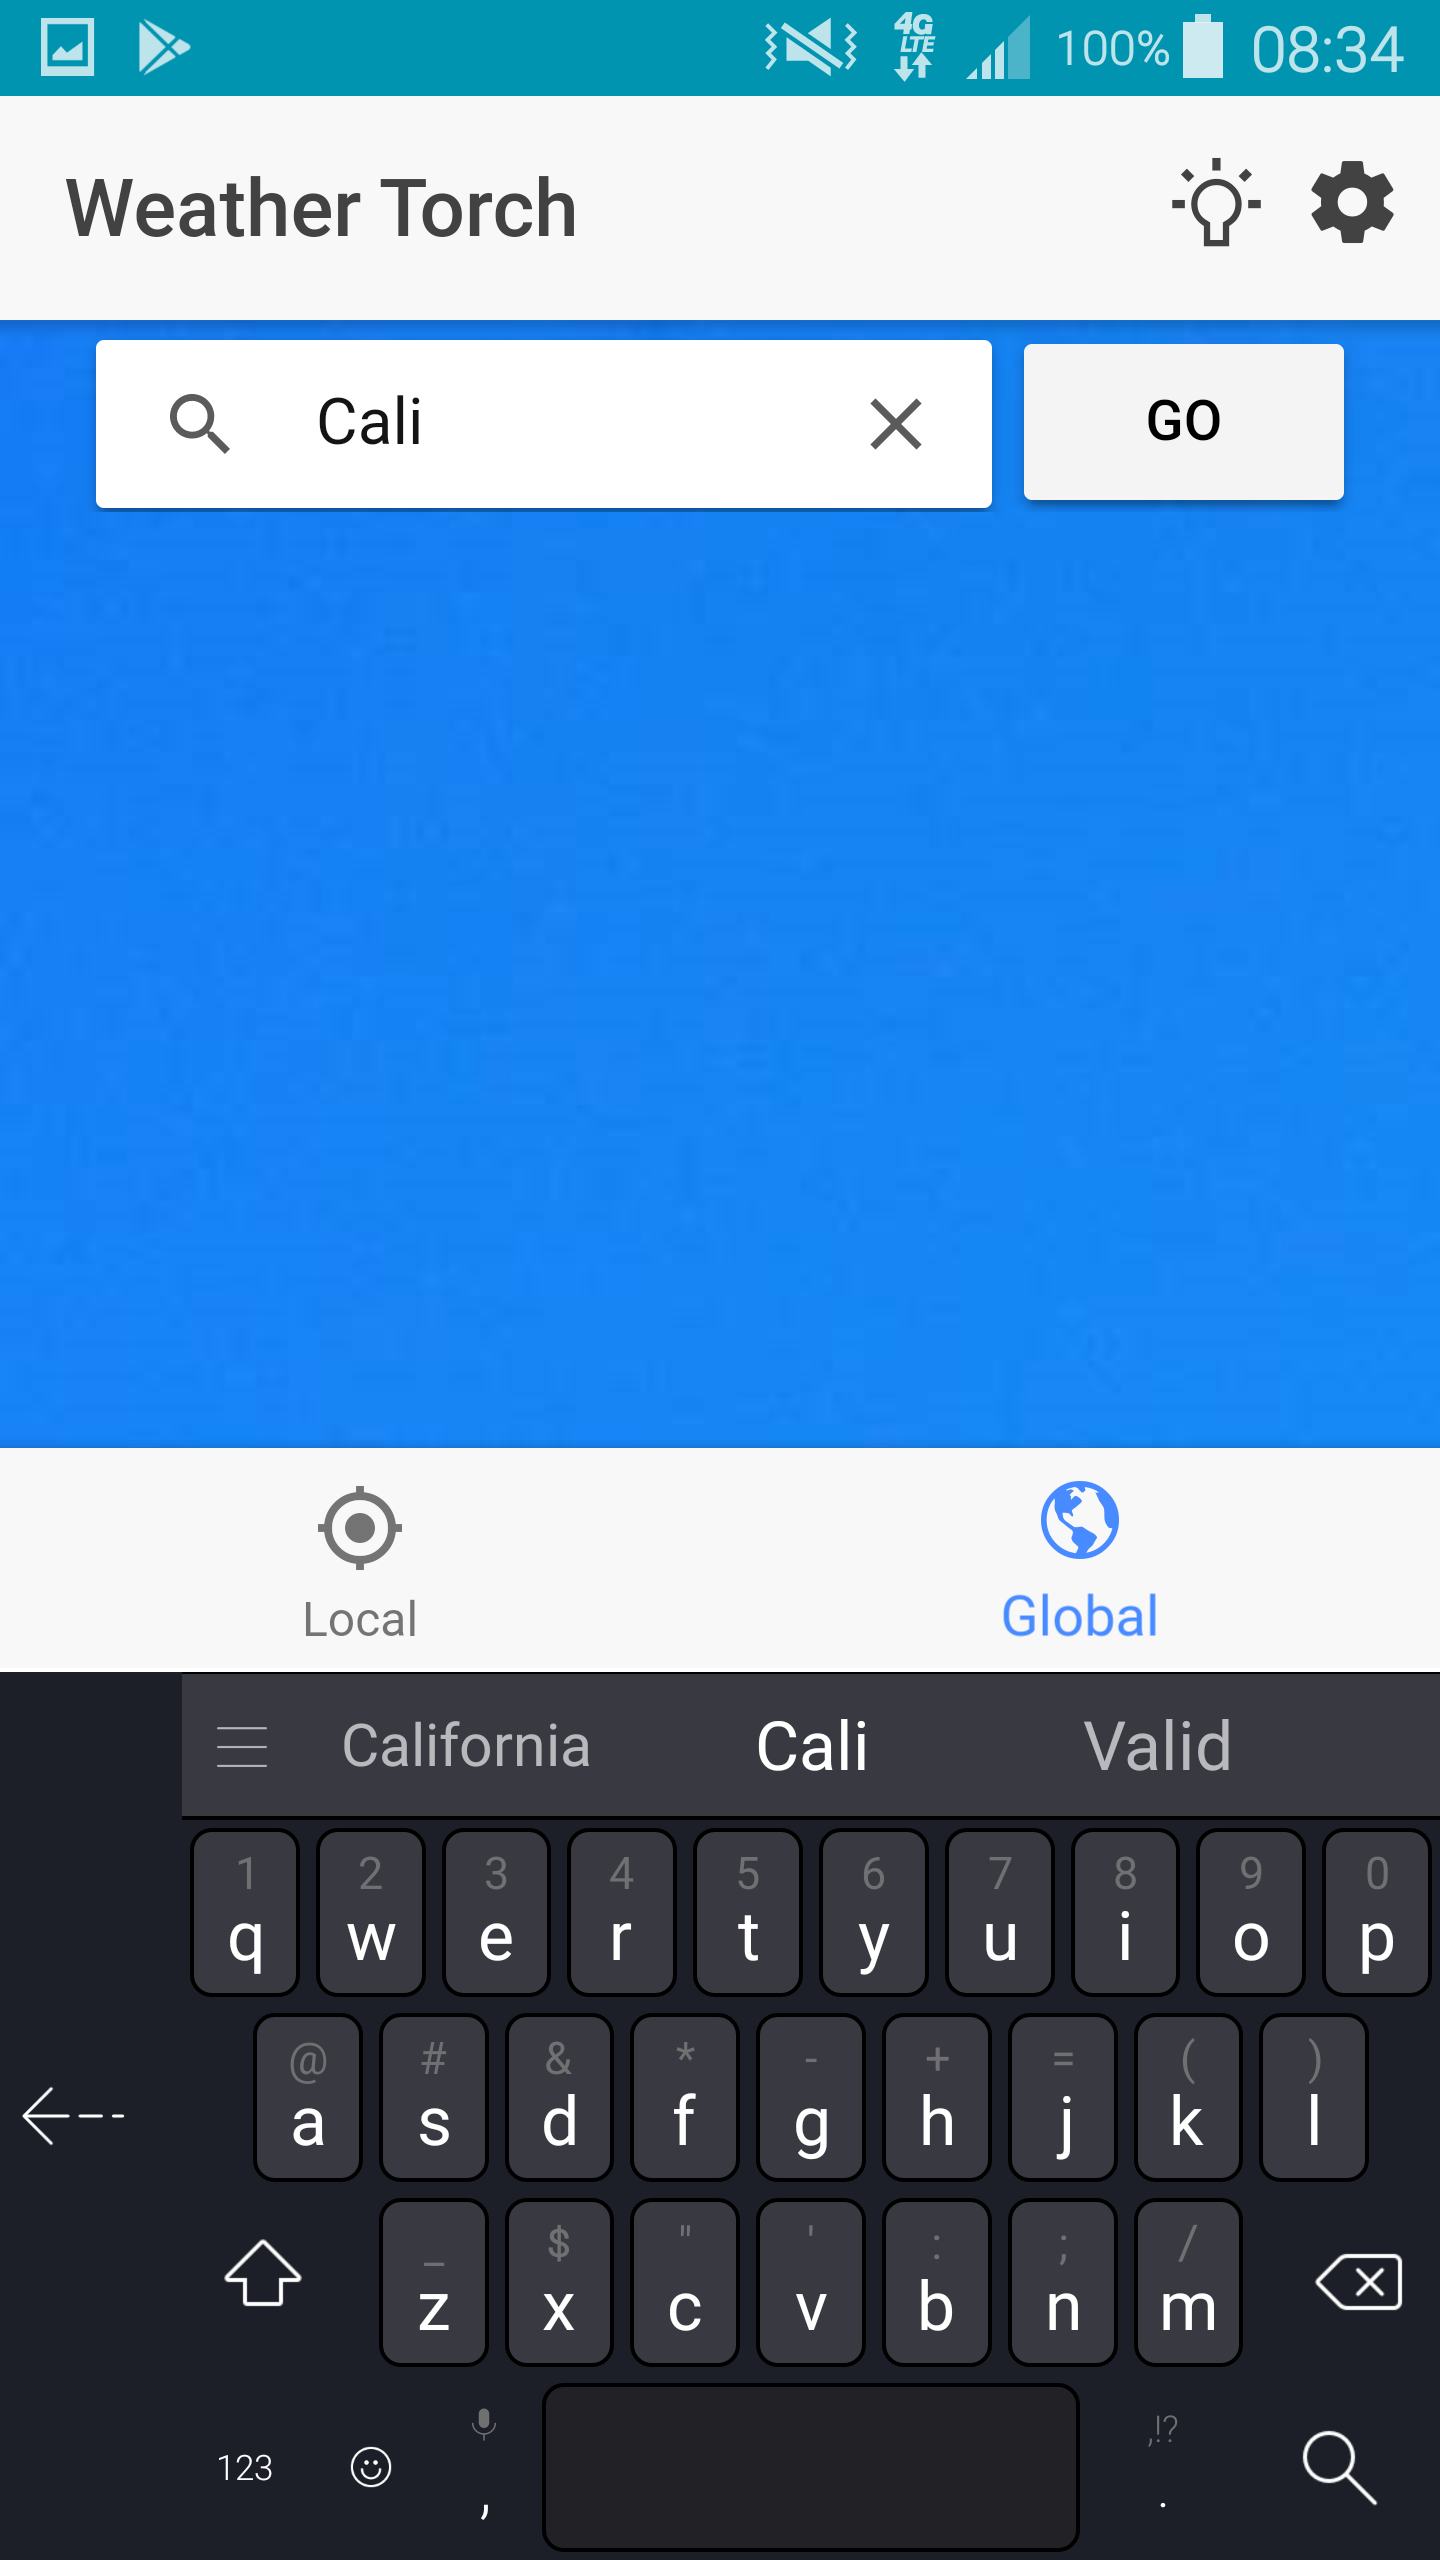 4G LTE 100% 08:34
Weather Torch
Cali GO
Local Global
California Cali Valid
1 2 3 4 5 6 7 8 9 0
q w e r t y u i o p
@ # & * - + = ( )
a s d f g h j k l
_ $ " ' : ; /
z x c v b n m
,!?
123 , .